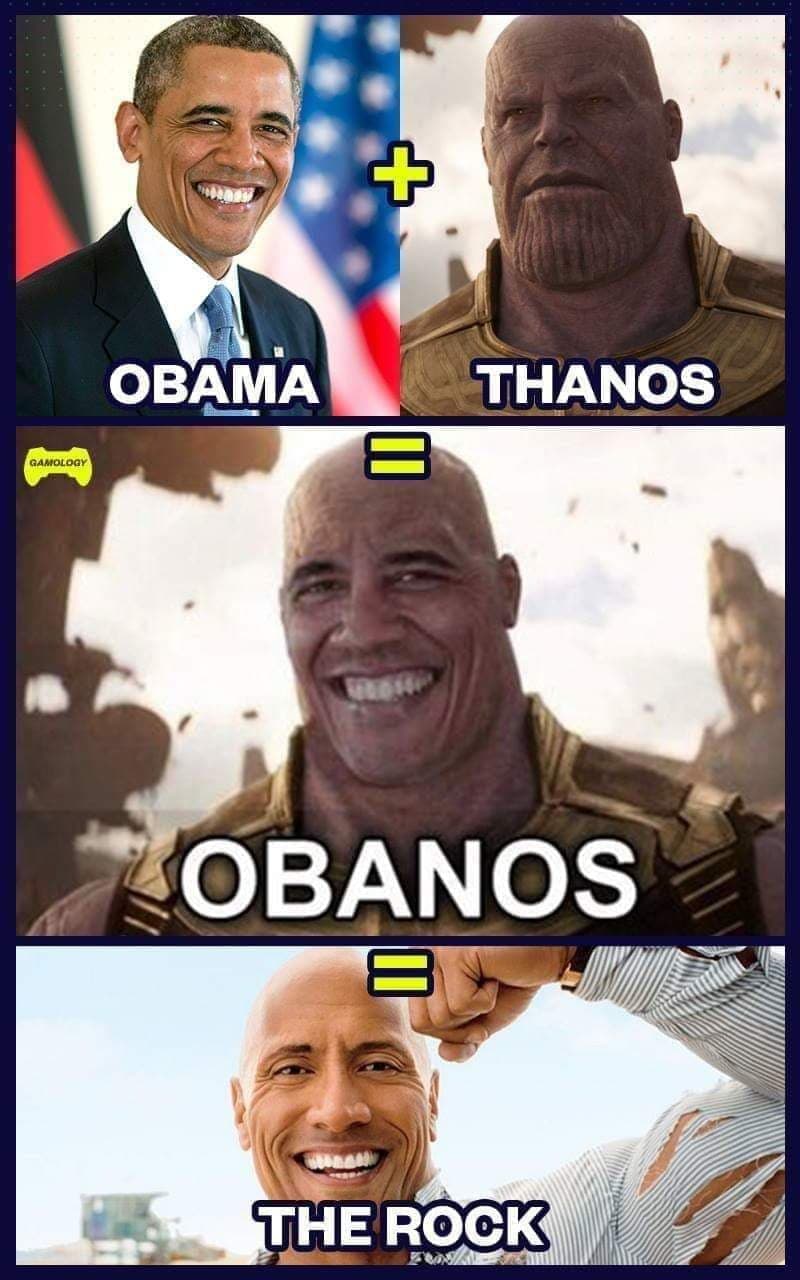 +
OBAMA
THANOS
=
GAMOLOGY
OBANOS
=
THE ROCK